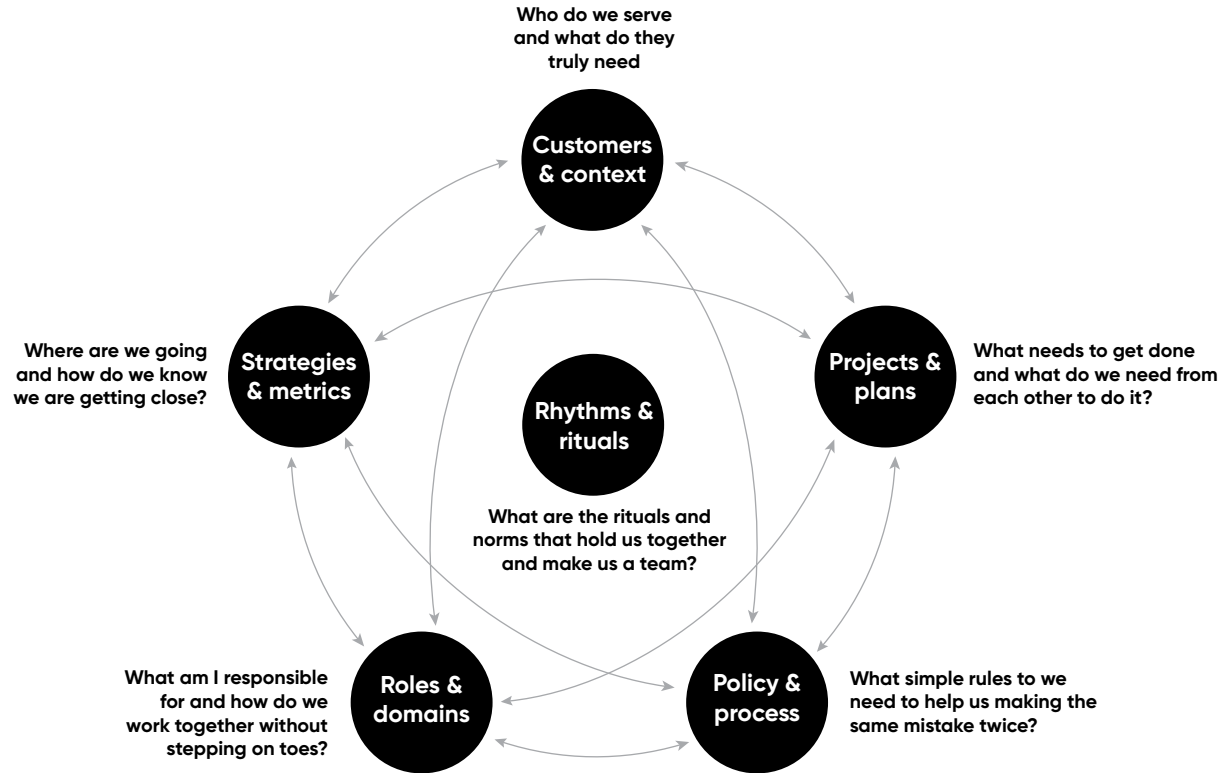 Who do we serve
and what do they
truly need
Customers
& context
Where are we going
and how do we know
we are getting close?
Strategies
& metrics
Projects &
plans
What needs to get done
and what do we need from
each other to do it?
Rhythms &
rituals
What are the rituals and
norms that hold us together
and make us a team?
What am I responsible
for and how do we
work together without
stepping on toes?
Roles &
domains
Policy &
process
What simple rules to we
need to help us making the
same mistake twice?